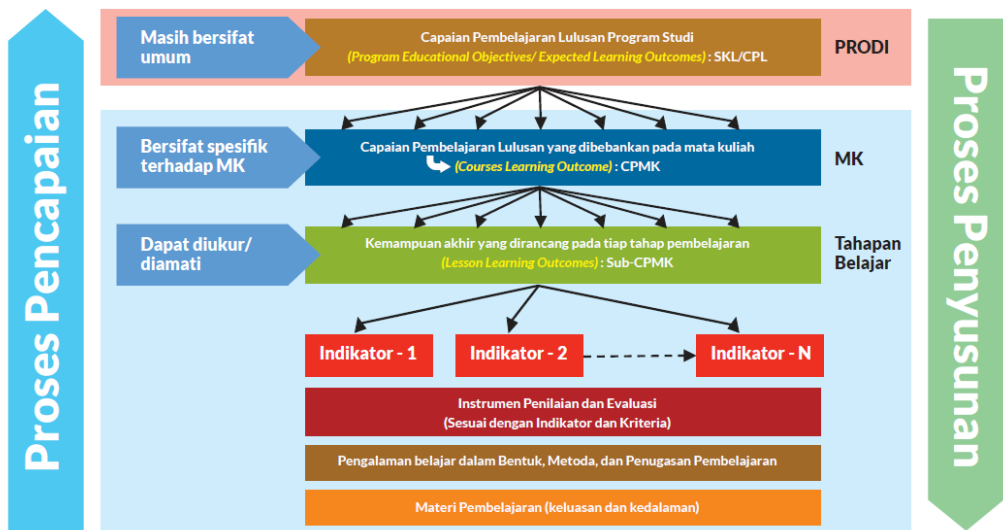 Proses Pencapaian
Masih bersifat
umum
Capaian Pembelajaran Lulusan Program Studi
(Program Educational Objectives/ Expected Learning Outcomes) : SKL/CPL
PRODI
Bersifat spesifik
terhadap MK
Capaian Pembelajaran Lulusan yang dibebankan pada mata kuliah
(Courses Learning Outcome) : CPMK
MK
Dapat diukur/
diamati
Kemampuan akhir yang dirancang pada tiap tahap pembelajaran
(Lesson Learning Outcomes) : Sub-CPMK
Tahapan
Belajar
Indikator - 1
Indikator - 2
Indikator - N
Instrumen Penilaian dan Evaluasi
(Sesuai dengan Indikator dan Kriteria)
Pengalaman belajar dalam Bentuk, Metoda, dan Penugasan Pembelajaran
Materi Pembelajaran (keluasan dan kedalaman)
Proses Penyusunan